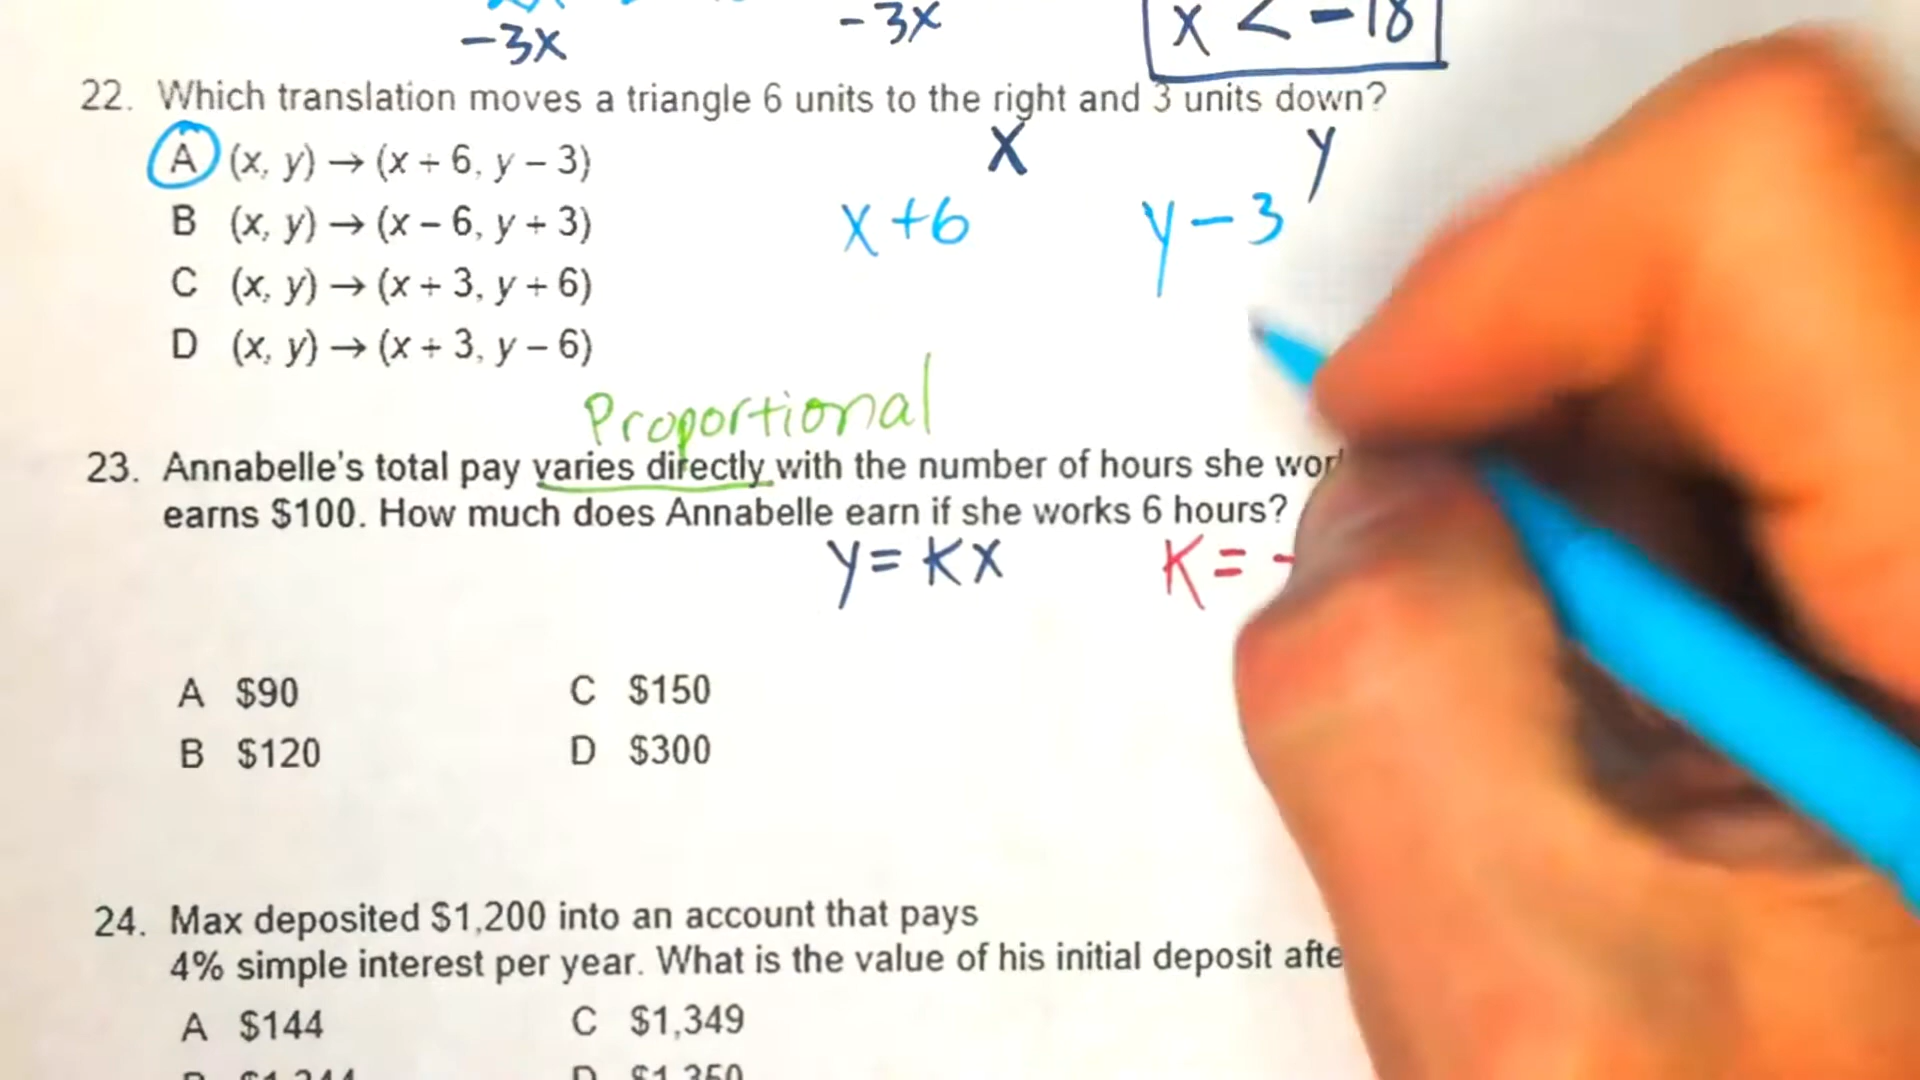 -3x -3x x < -18
22. Which translation moves a triangle 6 units to the right and 3 units down?
x y
A (x, y) → (x + 6, y – 3)
x+6 y-3
B (x, y) → (x – 6, y + 3)
C (x, y) → (x + 3, y + 6)
D (x, y) → (x + 3, y – 6)
Proportional
23. Annabelle's total pay varies directly with the number of hours she
earns $100. How much does Annabelle earn if she works 6 hours?
y = Kx K =
A $90 C $150
B $120 D $300
24. Max deposited $1,200 into an account that pays
4% simple interest per year. What is the value of his initial deposit
A $144 C $1,349
D $1,350